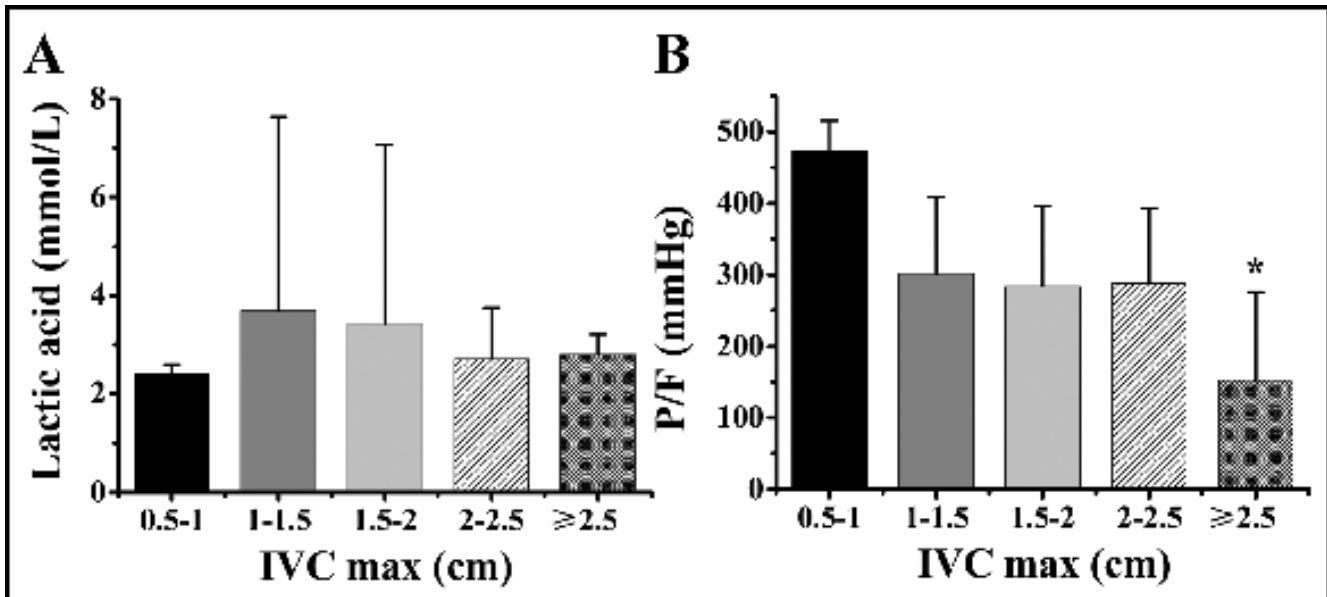 A
Lactic acid (mmol/L)
8
6
4
2
0
0.5-1 1-1.5 1.5-2 2-2.5 ≥2.5
IVC max (cm)
B
P/F (mmHg)
500
400
300
200
100
0
*
0.5-1 1-1.5 1.5-2 2-2.5 ≥2.5
IVC max (cm)